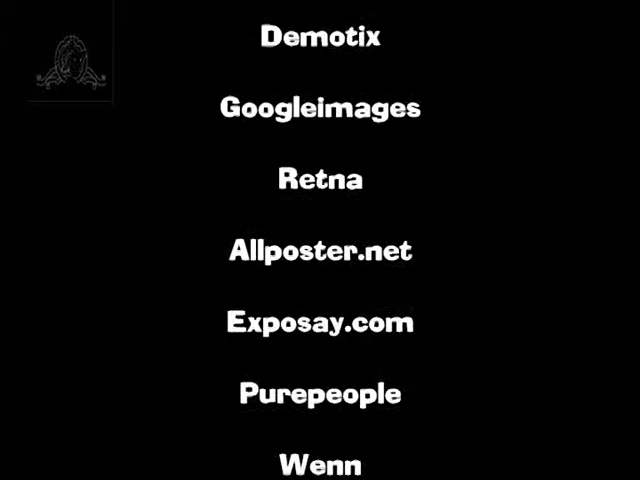 Demotix
Googleimages
Retna
Allposter.net
Exposay.com
Purepeople
Wenn